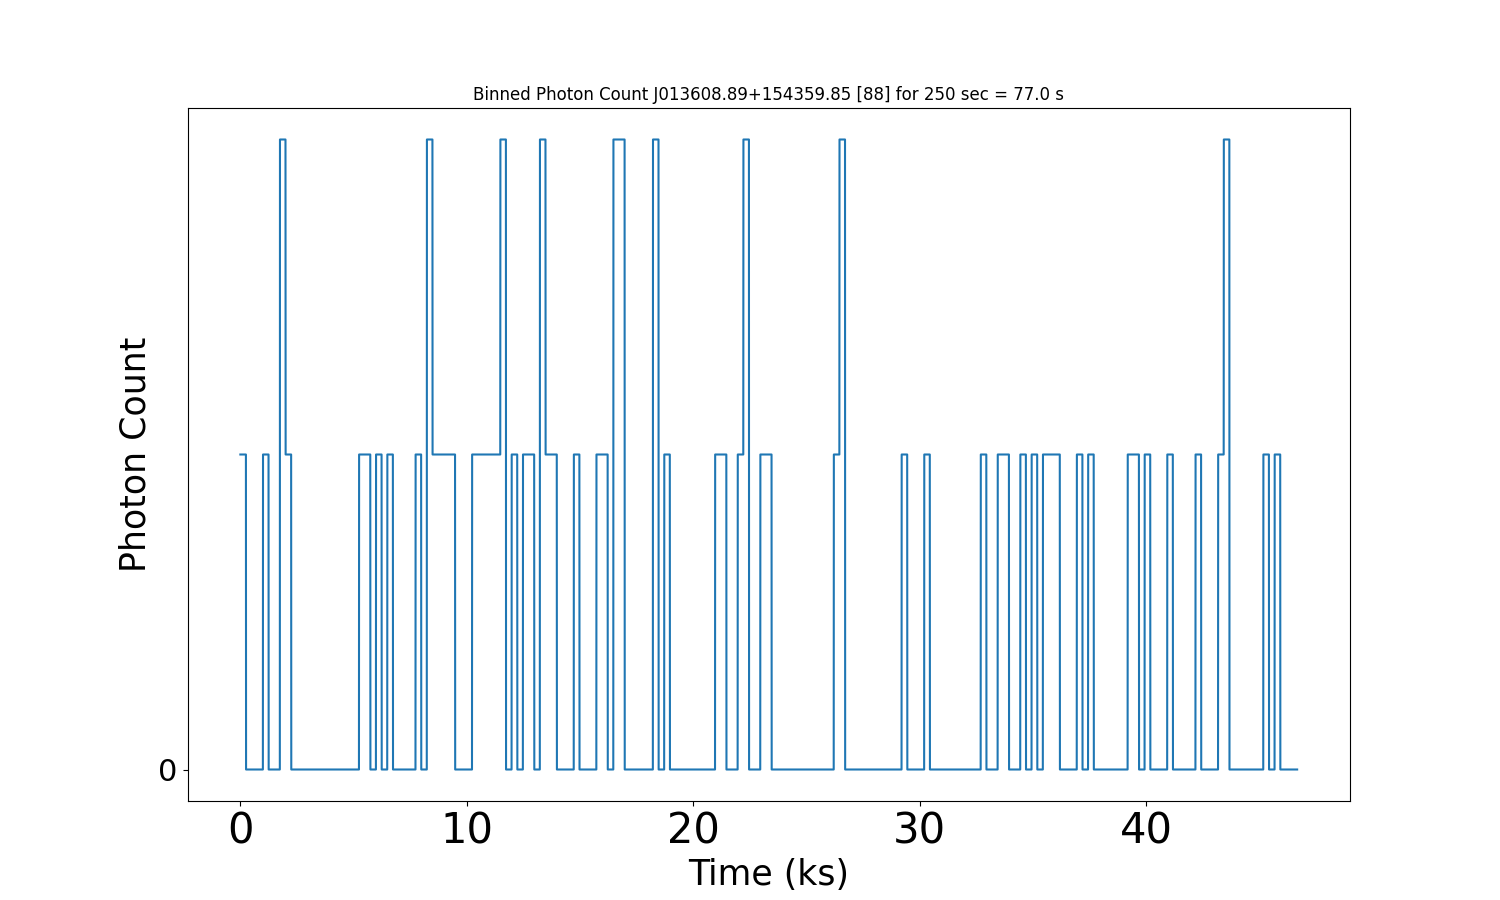 Binned Photon Count J013608.89+154359.85 [88] for 250 sec = 77.0 s
Photon Count
0
0 10 20 30 40
Time (ks)